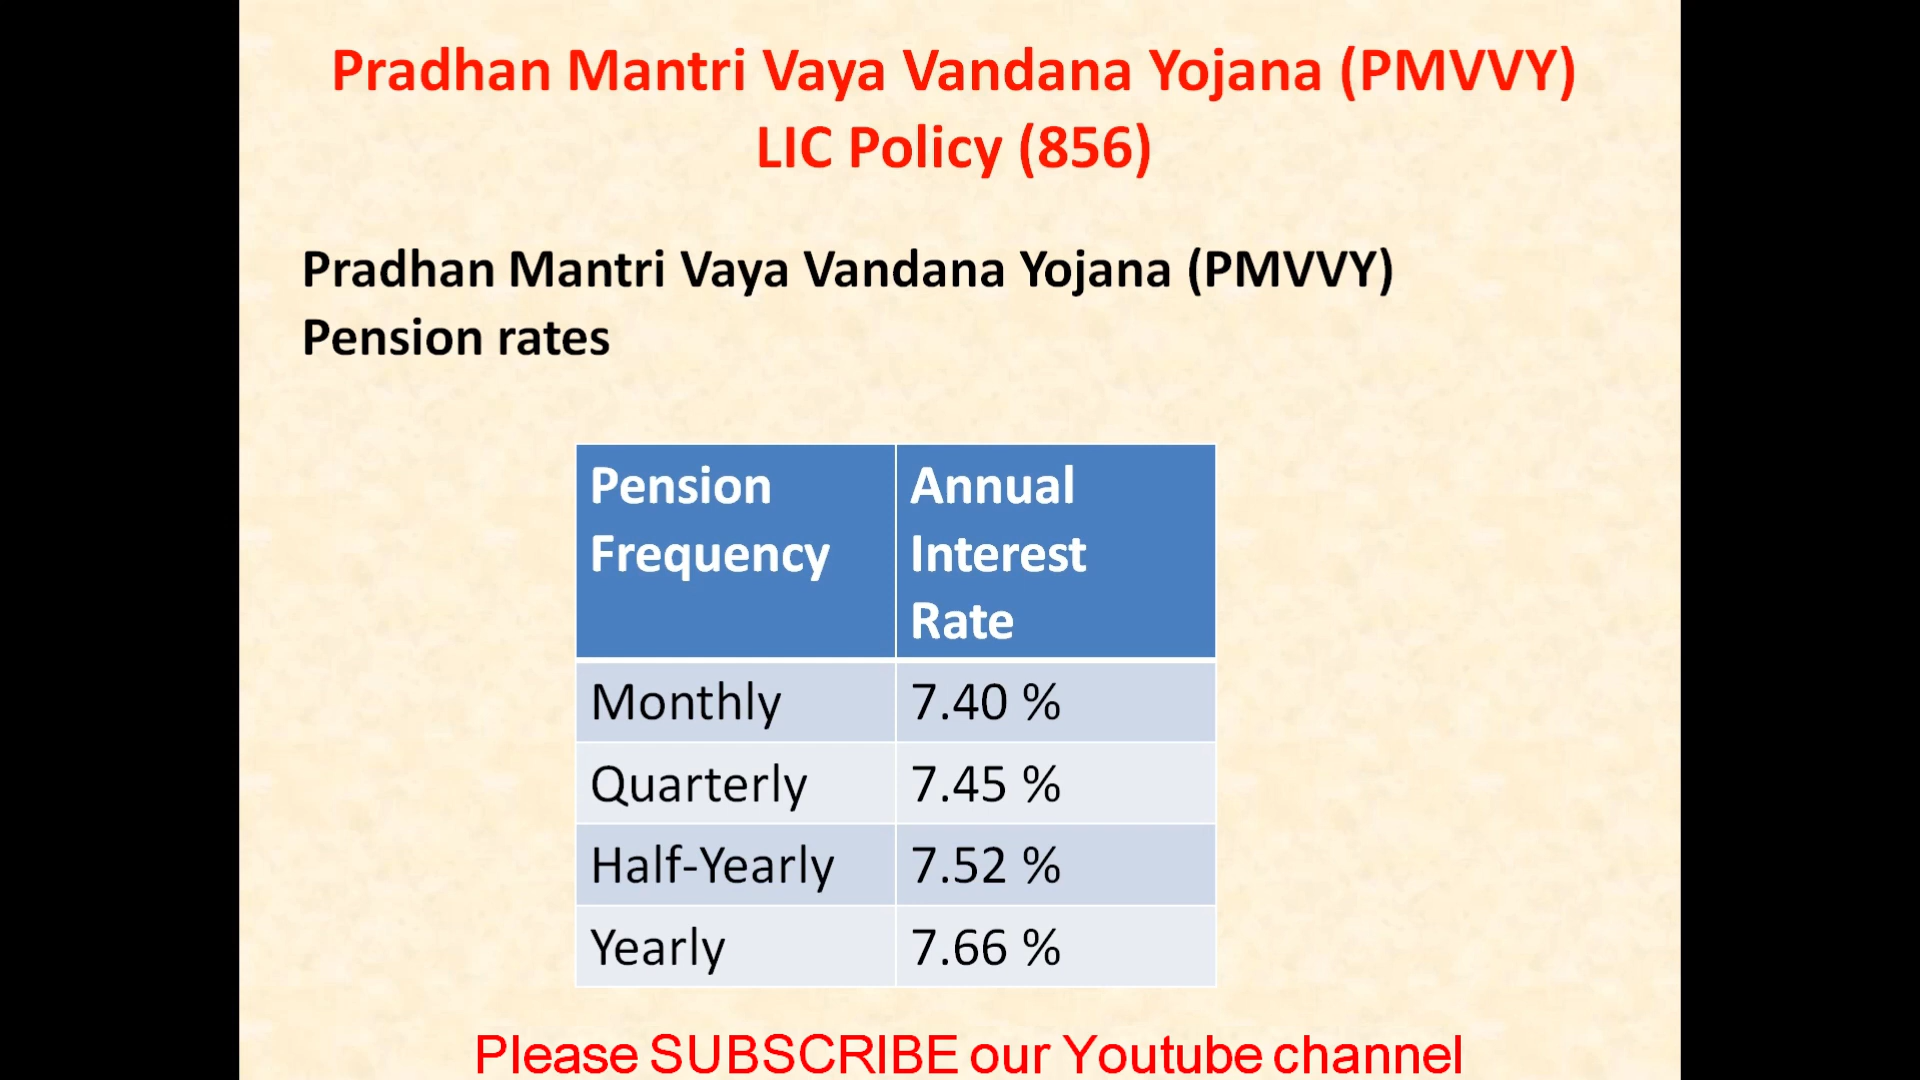 Pradhan Mantri Vaya Vandana Yojana (PMVVY)
LIC Policy (856)
Pradhan Mantri Vaya Vandana Yojana (PMVVY)
Pension rates
Pension Frequency Annual Interest Rate
Monthly 7.40 %
Quarterly 7.45 %
Half-Yearly 7.52 %
Yearly 7.66 %
Please SUBSCRIBE our Youtube channel